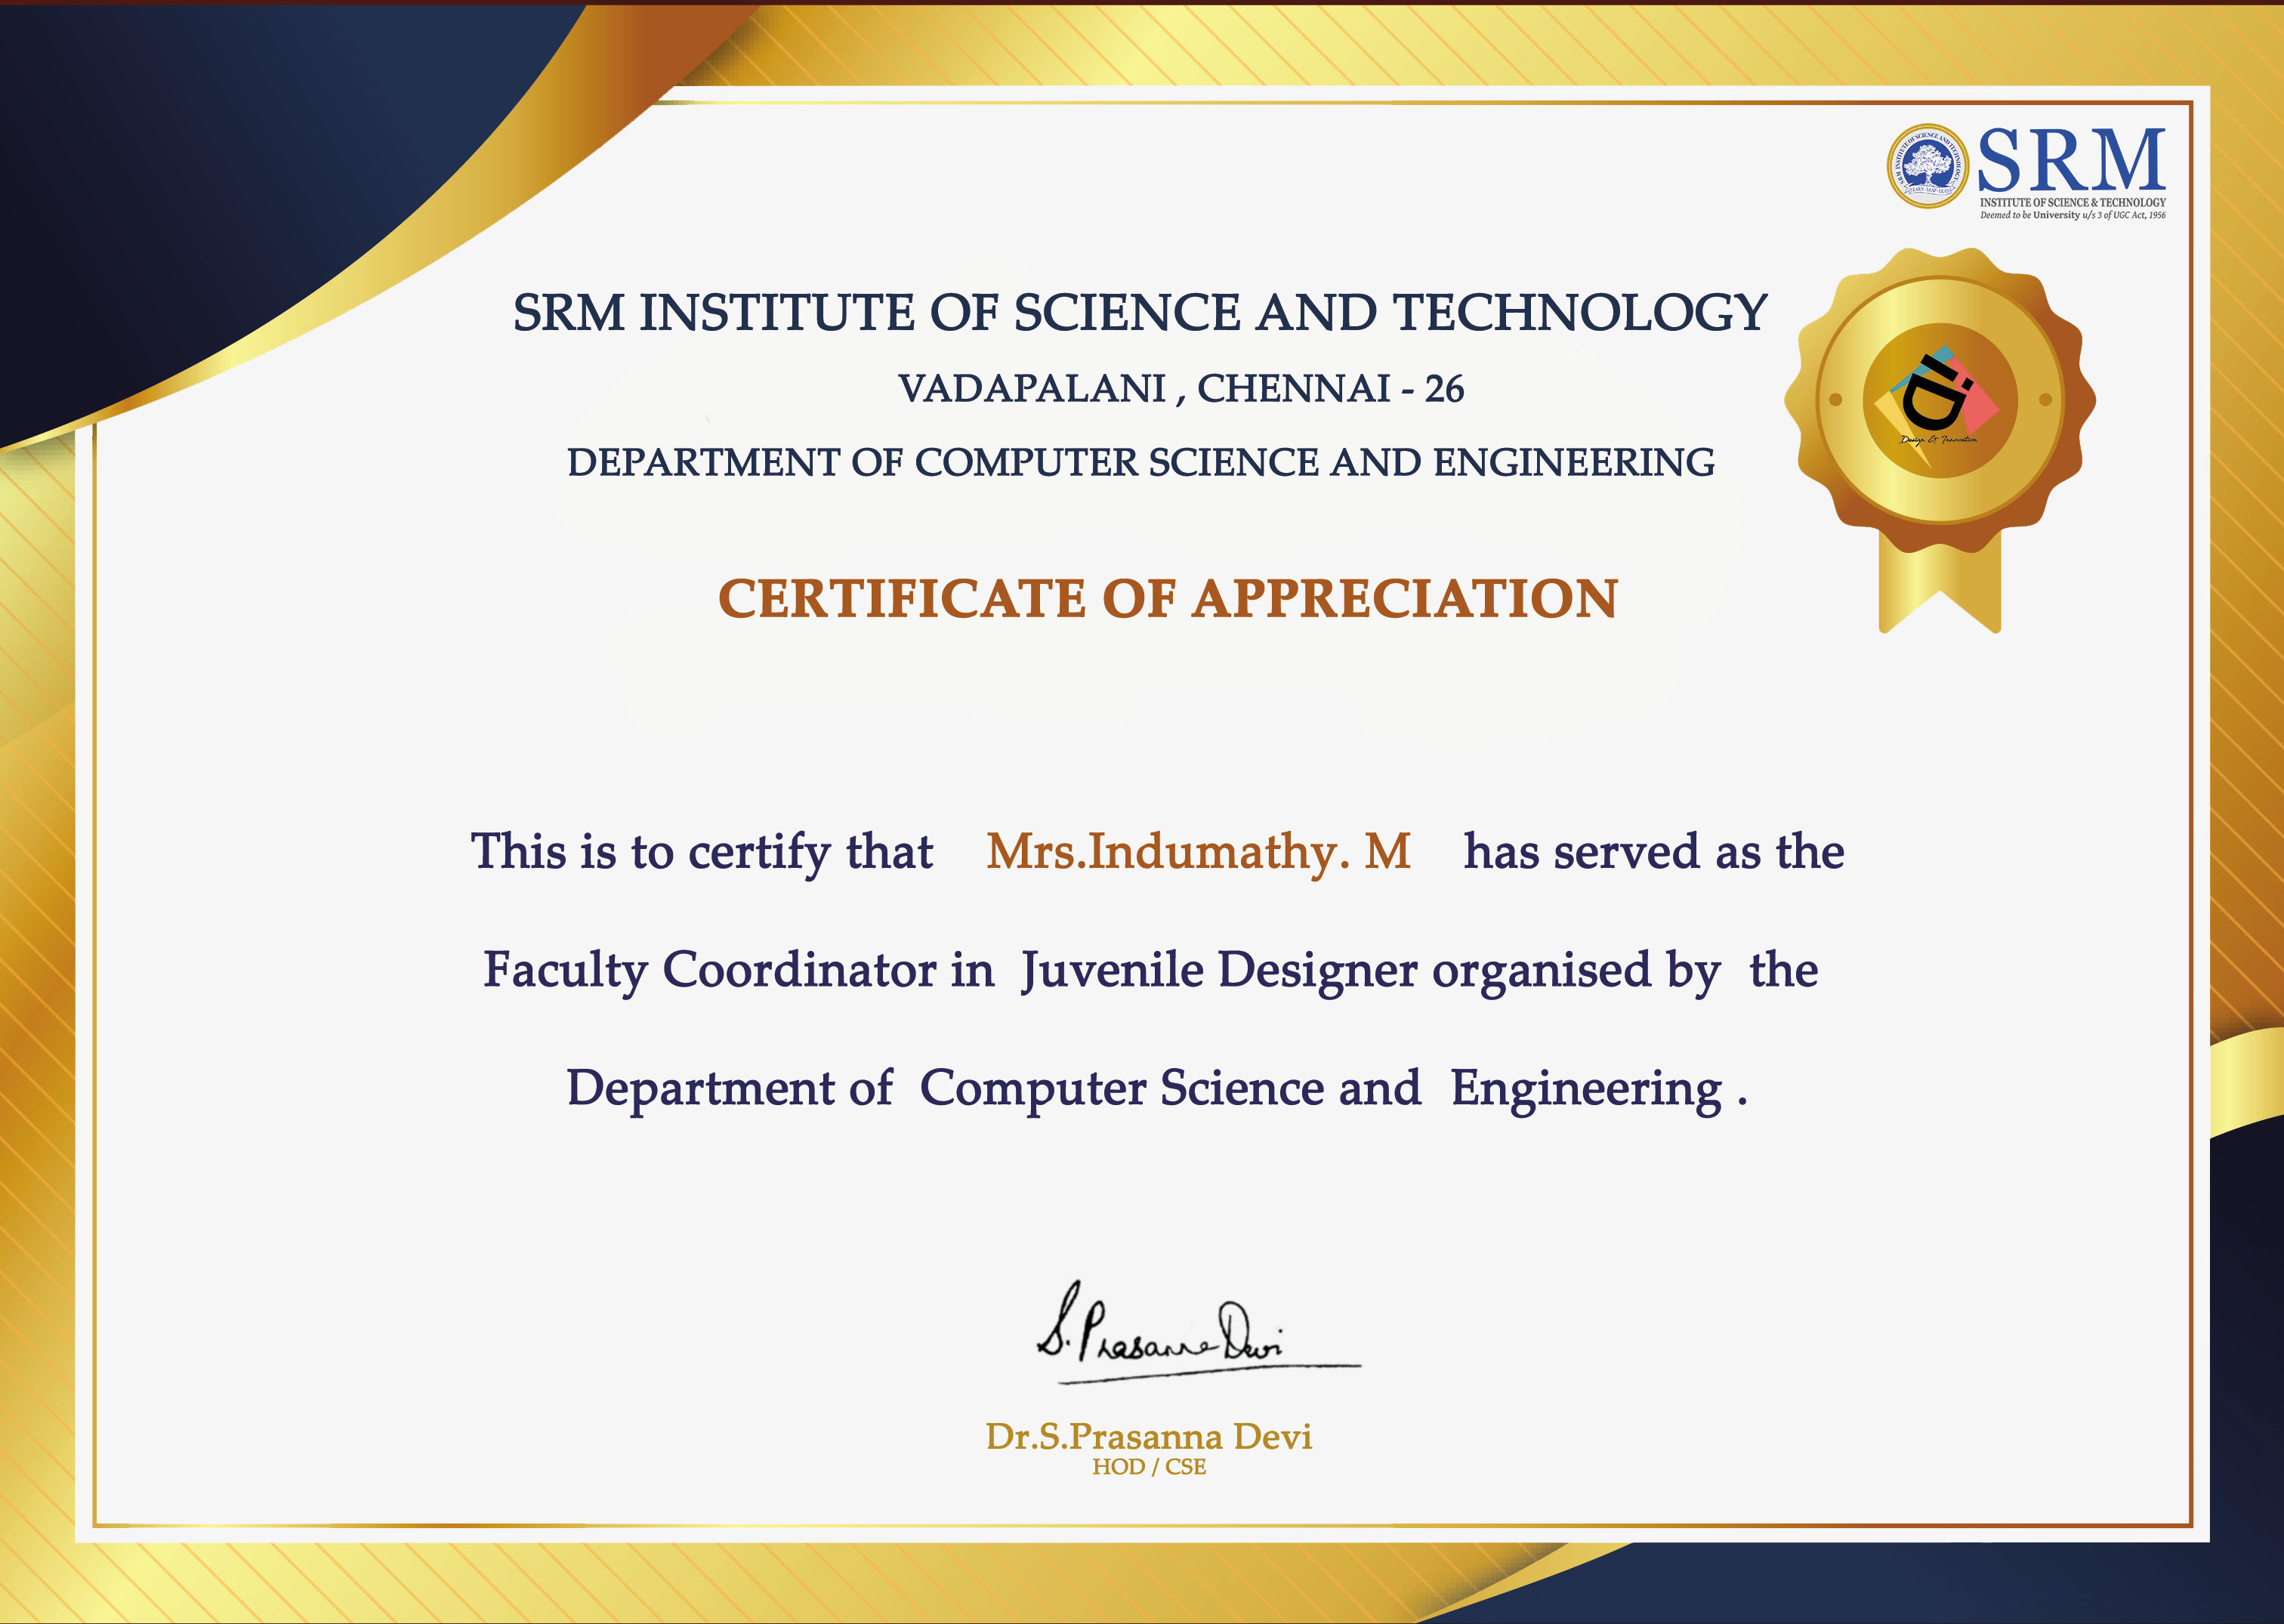 SRM
INSTITUTE OF SCIENCE & TECHNOLOGY
Deemed to be University u/s 3 of UGC Act, 1956
SRM INSTITUTE OF SCIENCE AND TECHNOLOGY
VADAPALANI , CHENNAI - 26
DEPARTMENT OF COMPUTER SCIENCE AND ENGINEERING
Design & Innovation
CERTIFICATE OF APPRECIATION
This is to certify that Mrs.Indumathy. M has served as the
Faculty Coordinator in Juvenile Designer organised by the
Department of Computer Science and Engineering .
S. Prasanna Devi
Dr.S.Prasanna Devi
HOD / CSE